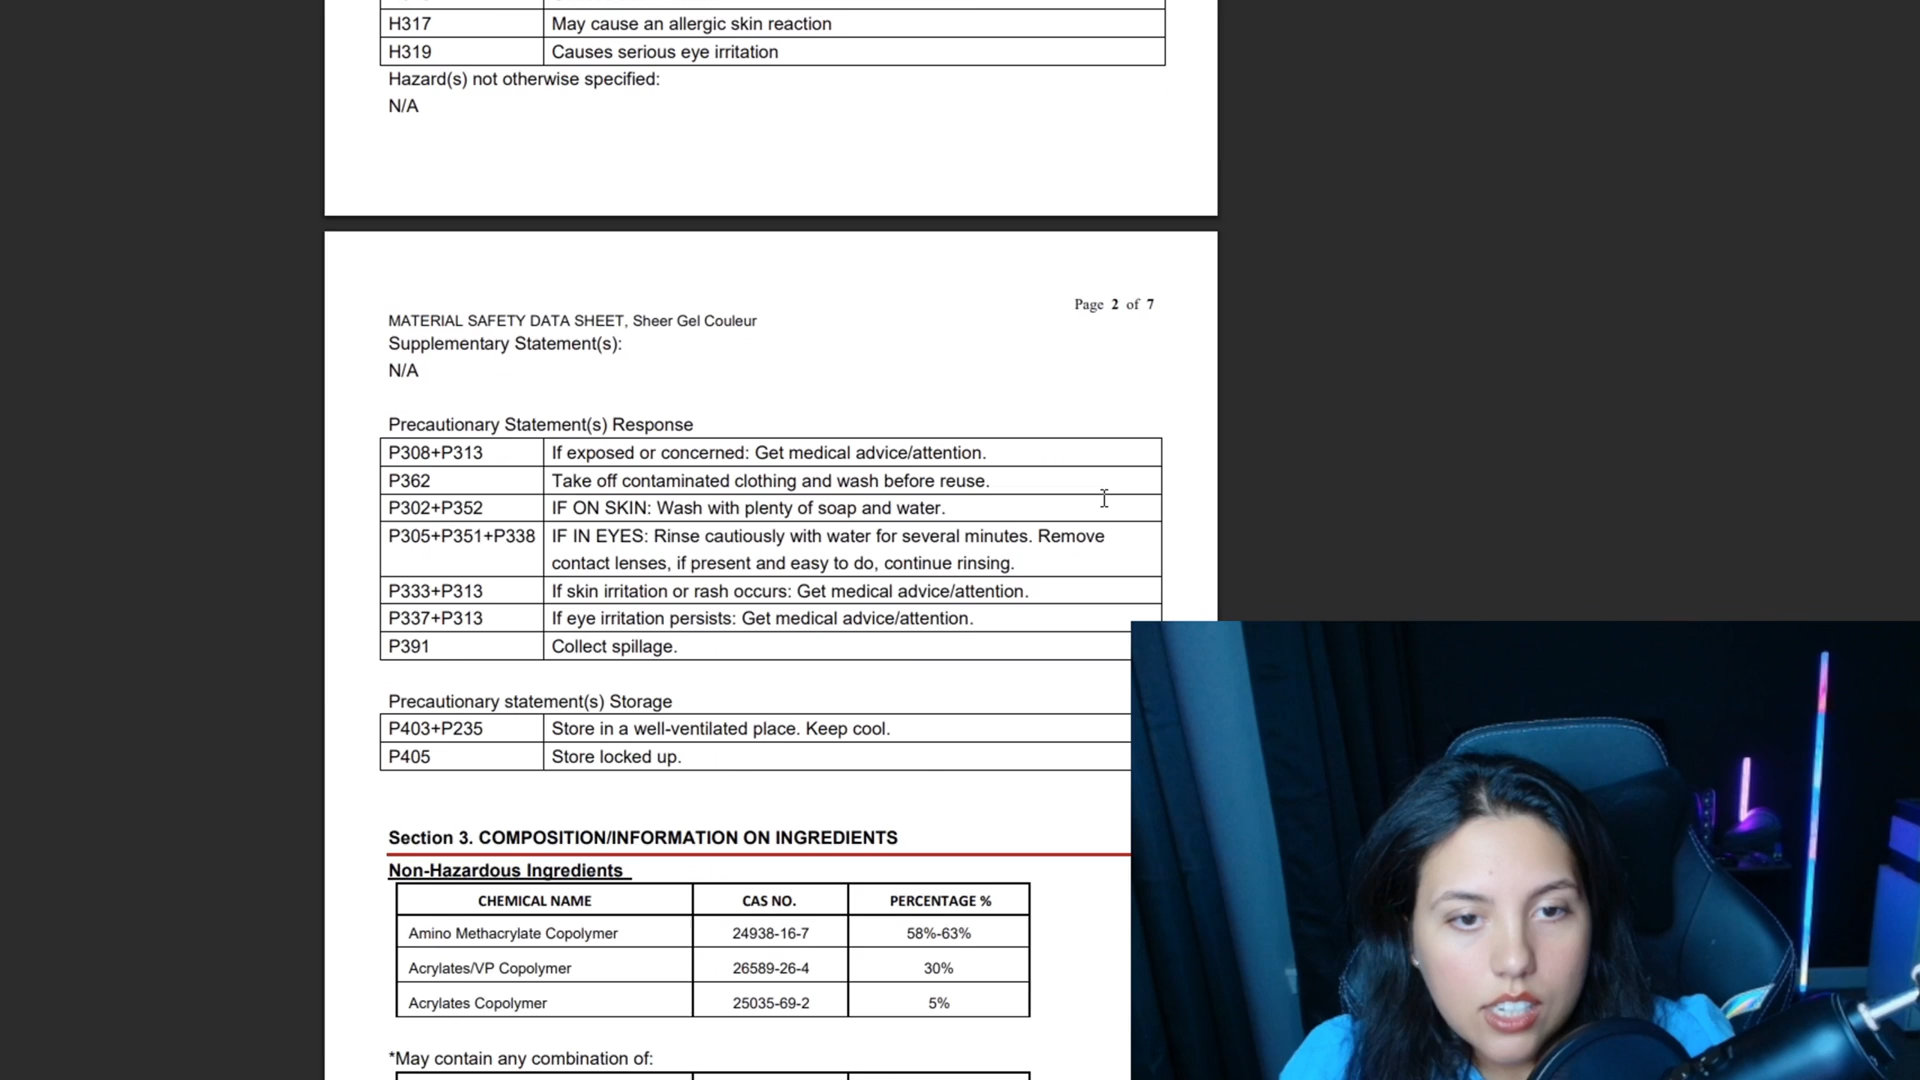 H317 May cause an allergic skin reaction
H319 Causes serious eye irritation
Hazard(s) not otherwise specified:
N/A
Page 2 of 7
MATERIAL SAFETY DATA SHEET, Sheer Gel Couleur
Supplementary Statement(s):
N/A
Precautionary Statement(s) Response
P308+P313 If exposed or concerned: Get medical advice/attention.
P362 Take off contaminated clothing and wash before reuse.
P302+P352 IF ON SKIN: Wash with plenty of soap and water.
P305+P351+P338 IF IN EYES: Rinse cautiously with water for several minutes. Remove
contact lenses, if present and easy to do, continue rinsing.
P333+P313 If skin irritation or rash occurs: Get medical advice/attention.
P337+P313 If eye irritation persists: Get medical advice/attention.
P391 Collect spillage.
Precautionary statement(s) Storage
P403+P235 Store in a well-ventilated place. Keep cool.
P405 Store locked up.
Section 3. COMPOSITION/INFORMATION ON INGREDIENTS
Non-Hazardous Ingredients
CHEMICAL NAME CAS NO. PERCENTAGE %
Amino Methacrylate Copolymer 24938-16-7 58%-63%
Acrylates/VP Copolymer 26589-26-4 30%
Acrylates Copolymer 25035-69-2 5%
*May contain any combination of: